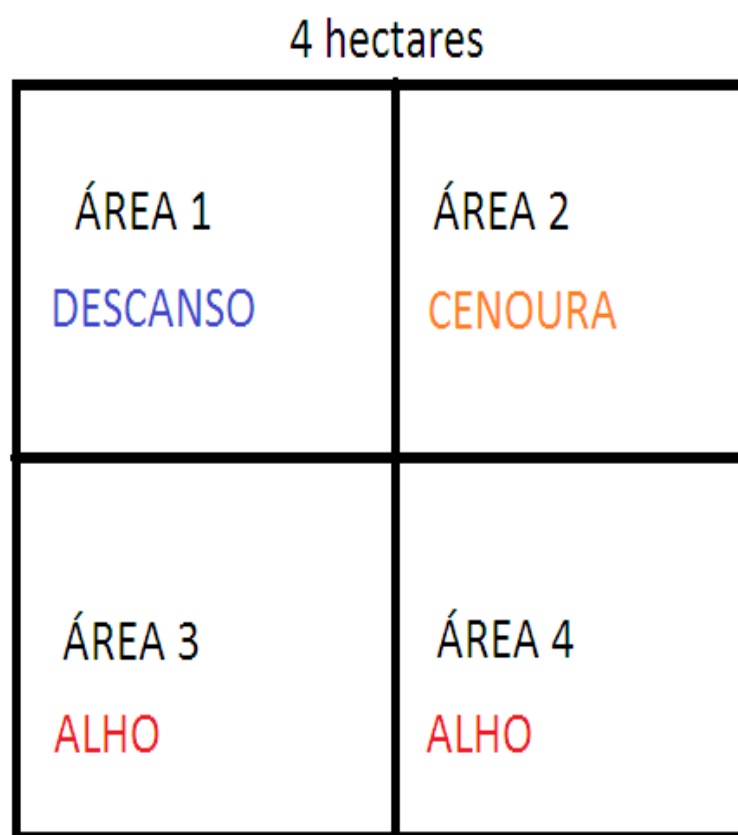 4 hectares
ÁREA 1
DESCANSO
ÁREA 2
CENOURA
ÁREA 3
ALHO
ÁREA 4
ALHO